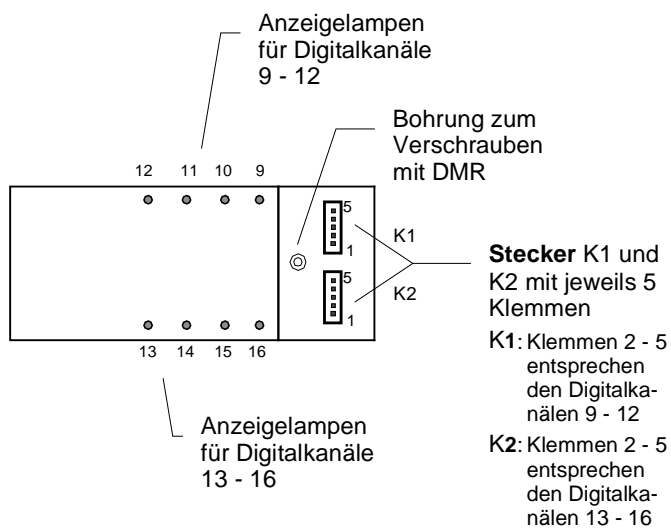 Anzeigelampen
für Digitalkanäle
9 - 12
Bohrung zum
Verschrauben
mit DMR
12 11 10 9
5
K1
1
5
K2
1
13 14 15 16
Stecker K1 und
K2 mit jeweils 5
Klemmen
K1: Klemmen 2 - 5
entsprechen
den Digitalka-
nälen 9 - 12
K2: Klemmen 2 - 5
entsprechen
den Digitalka-
nälen 13 - 16
Anzeigelampen
für Digitalkanäle
13 - 16